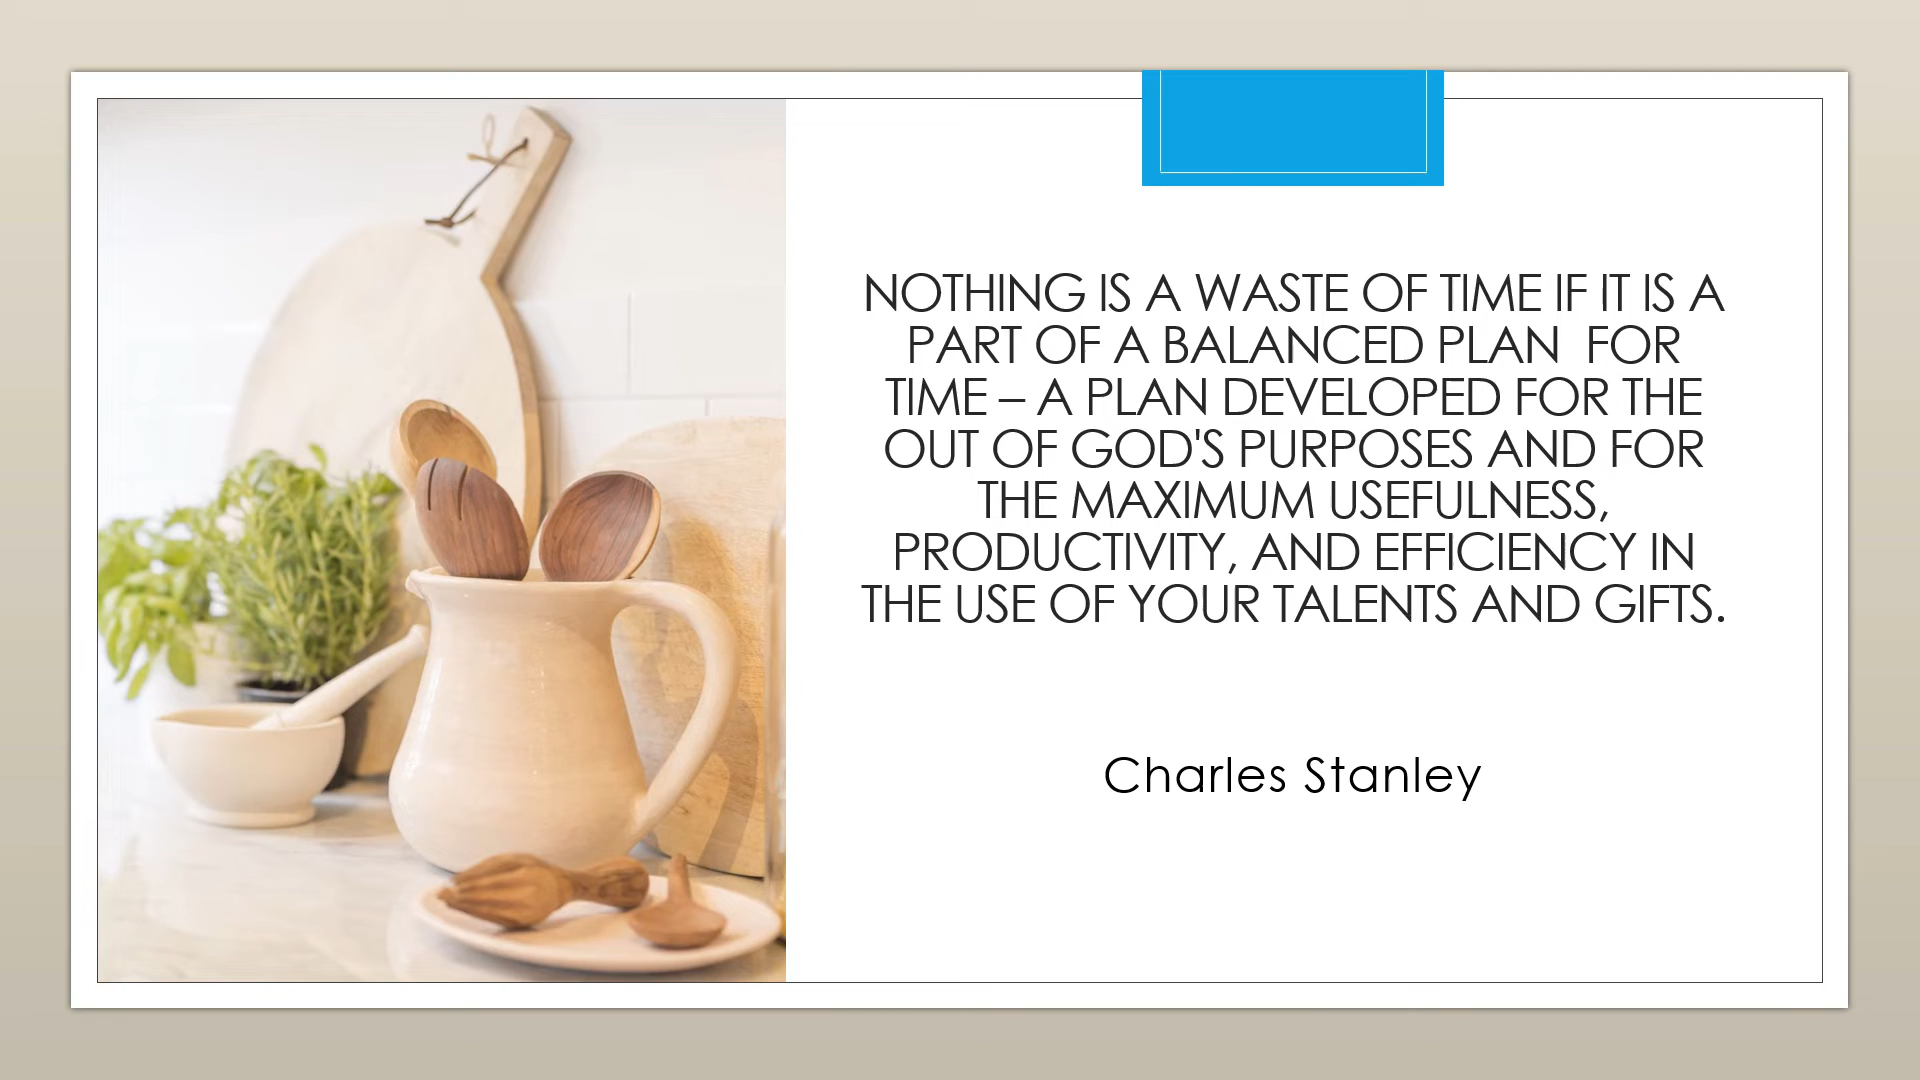 NOTHING IS A WASTE OF TIME IF IT IS A
PART OF A BALANCED PLAN  FOR
TIME – A PLAN DEVELOPED FOR THE
OUT OF GOD'S PURPOSES AND FOR
THE MAXIMUM USEFULNESS,
PRODUCTIVITY, AND EFFICIENCY IN
THE USE OF YOUR TALENTS AND GIFTS.
Charles Stanley